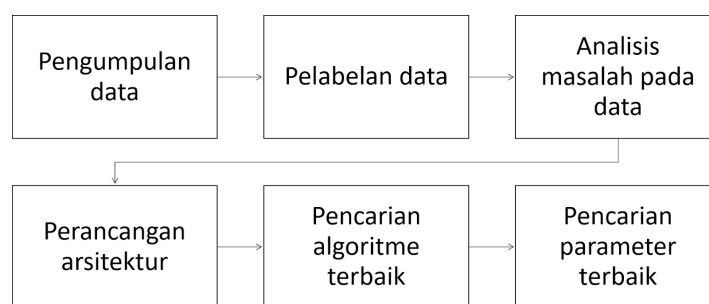 Pengumpulan
data
Pelabelan data
Analisis
masalah pada
data
Perancangan
arsitektur
Pencarian
algoritme
terbaik
Pencarian
parameter
terbaik